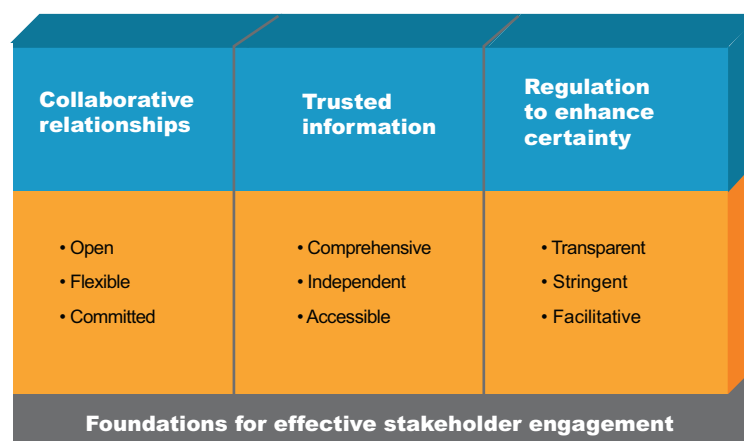 Collaborative
relationships
Trusted
information
Regulation
to enhance
certainty
• Open
• Flexible
• Committed
• Comprehensive
• Independent
• Accessible
• Transparent
• Stringent
• Facilitative
Foundations for effective stakeholder engagement